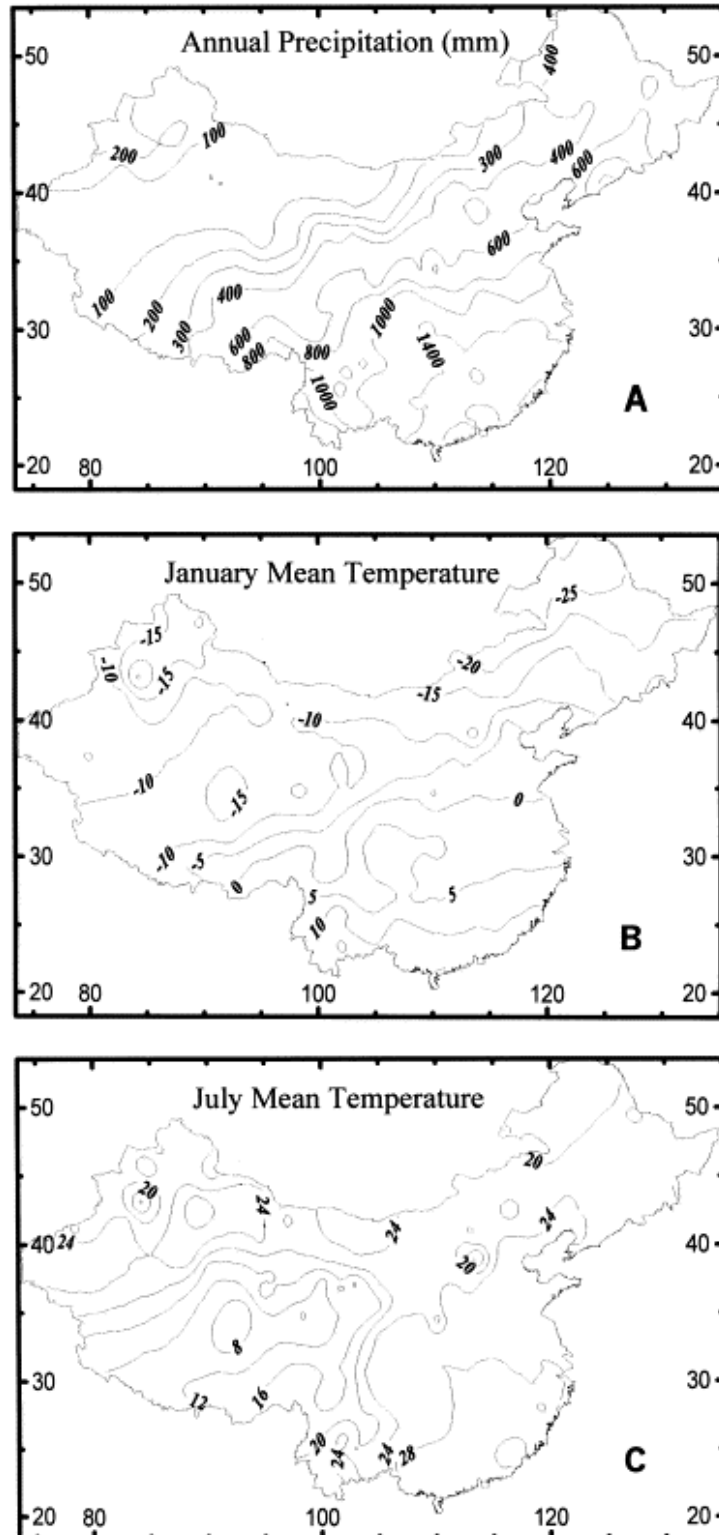 Annual Precipitation (mm)
50 50
400
100
200
300 400
600
40 40
600
400
100 200 300 600 800 800 1000
30 30
1400
1000
A
20 80 100 120 20
January Mean Temperature
50 50
-25
-15
-10 -15 -20
-15
40 -10 40
-10
-15
0
-10 -5 0
30 30
5 5
10
B
20 80 100 120 20
July Mean Temperature
50 50
20
20
24 24 24
24
40 40
20
8
12 16
30 30
20 24 24 28
C
20 80 100 120 20